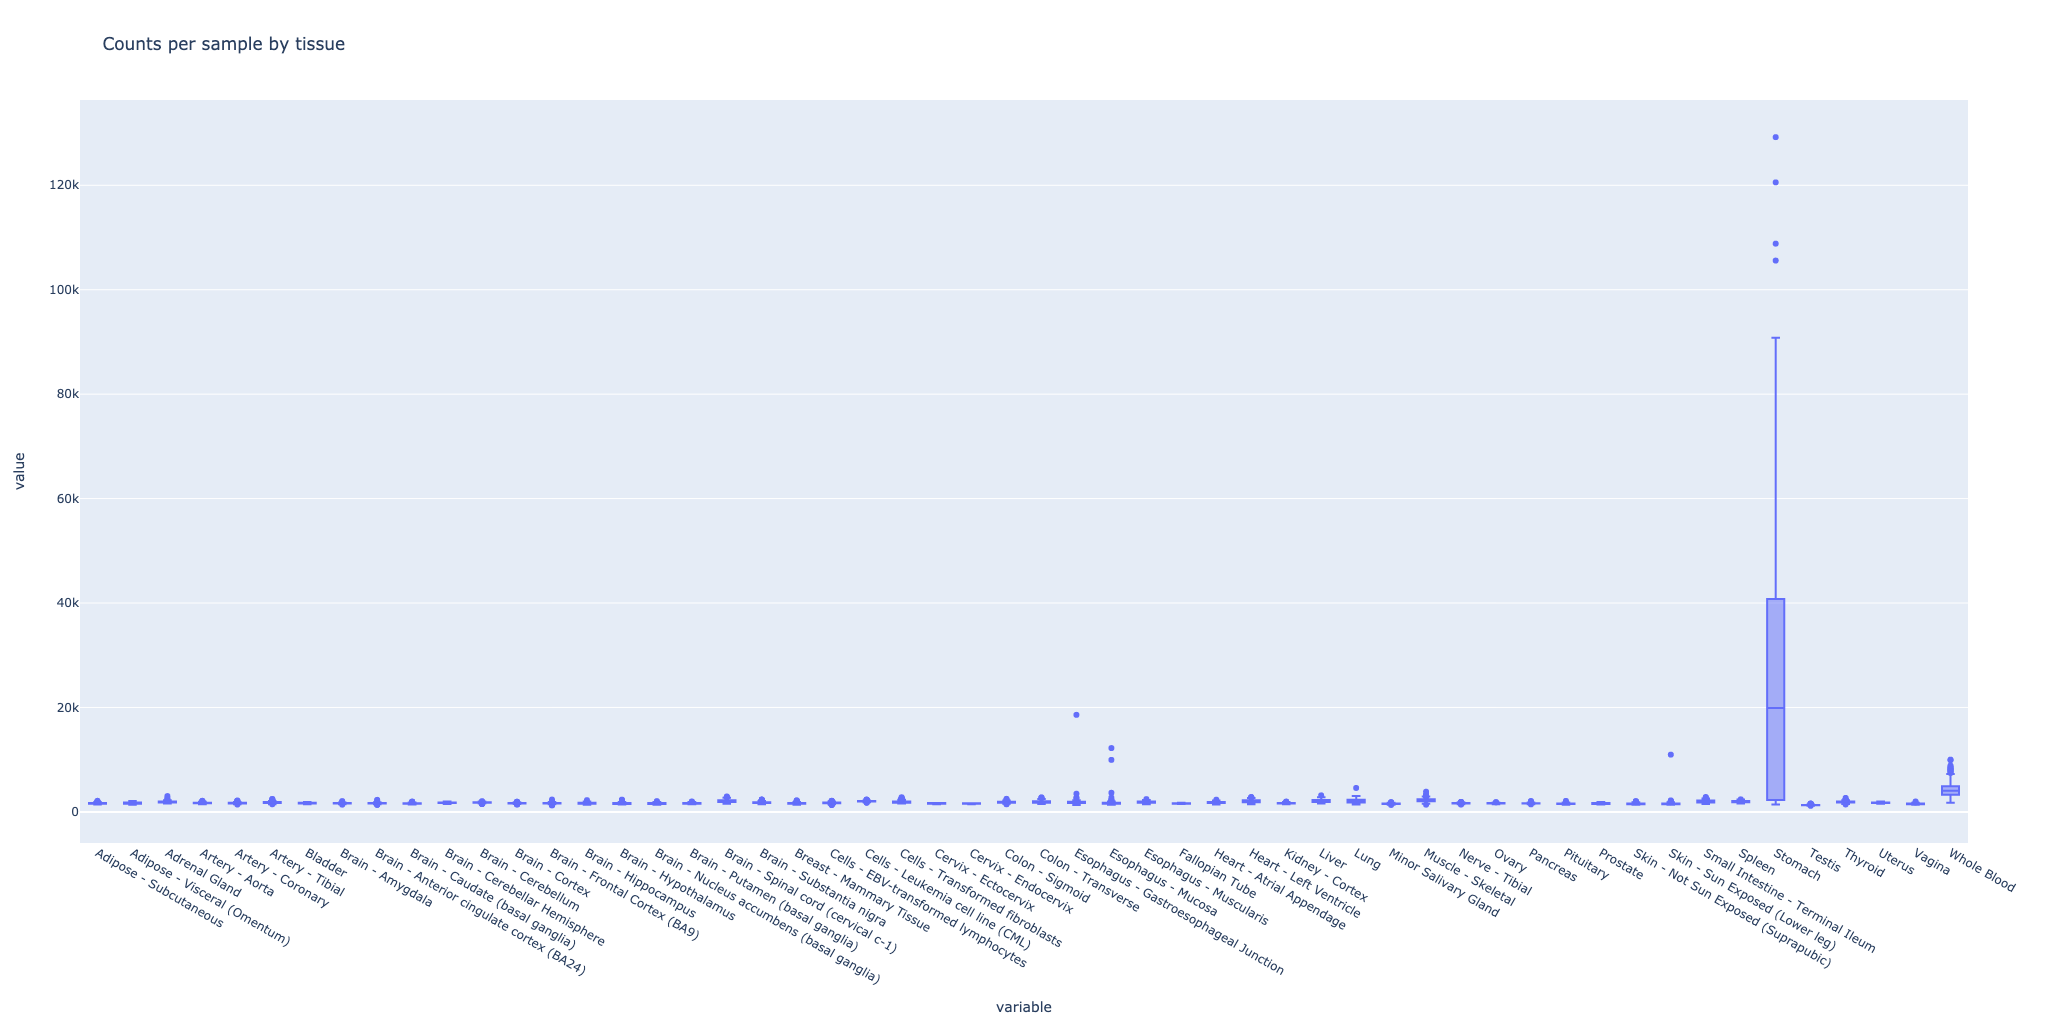 Counts per sample by tissue
120k
100k
80k
60k
40k
20k
0
value
Adipose - Subcutaneous
Adipose - Visceral (Omentum)
Adrenal Gland
Artery - Aorta
Artery - Coronary
Artery - Tibial
Bladder
Brain - Amygdala
Brain - Anterior cingulate cortex (BA24)
Brain - Caudate (basal ganglia)
Brain - Cerebellar Hemisphere
Brain - Cerebellum
Brain - Cortex
Brain - Frontal Cortex (BA9)
Brain - Hippocampus
Brain - Hypothalamus
Brain - Nucleus accumbens (basal ganglia)
Brain - Putamen (basal ganglia)
Brain - Spinal cord (cervical c-1)
Brain - Substantia nigra
Breast - Mammary Tissue
Cells - EBV-transformed lymphocytes
Cells - Leukemia cell line (CML)
Cells - Transformed fibroblasts
Cervix - Ectocervix
Cervix - Endocervix
Colon - Sigmoid
Colon - Transverse
Esophagus - Gastroesophageal Junction
Esophagus - Mucosa
Esophagus - Muscularis
Fallopian Tube
Heart - Atrial Appendage
Heart - Left Ventricle
Kidney - Cortex
Liver
Lung
Minor Salivary Gland
Muscle - Skeletal
Nerve - Tibial
Ovary
Pancreas
Pituitary
Prostate
Skin - Not Sun Exposed (Suprapubic)
Skin - Sun Exposed (Lower leg)
Small Intestine - Terminal Ileum
Spleen
Stomach
Testis
Thyroid
Uterus
Vagina
Whole Blood
variable